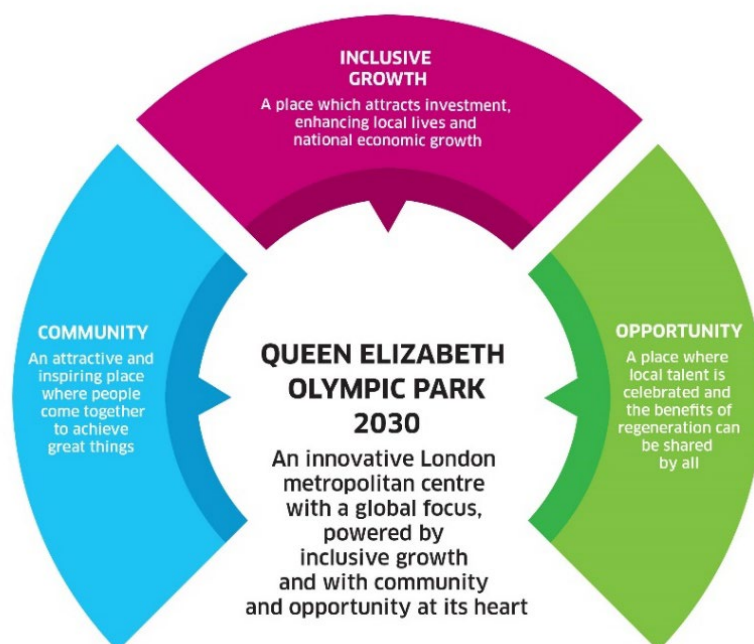 INCLUSIVE
GROWTH
A place which attracts investment,
enhancing local lives and
national economic growth
COMMUNITY
An attractive and
inspiring place
where people
come together
to achieve
great things
QUEEN ELIZABETH
OLYMPIC PARK
2030
An innovative London
metropolitan centre
with a global focus,
powered by
inclusive growth
and with community
and opportunity at its heart
OPPORTUNITY
A place where
local talent is
celebrated and
the benefits of
regeneration can
be shared
by all